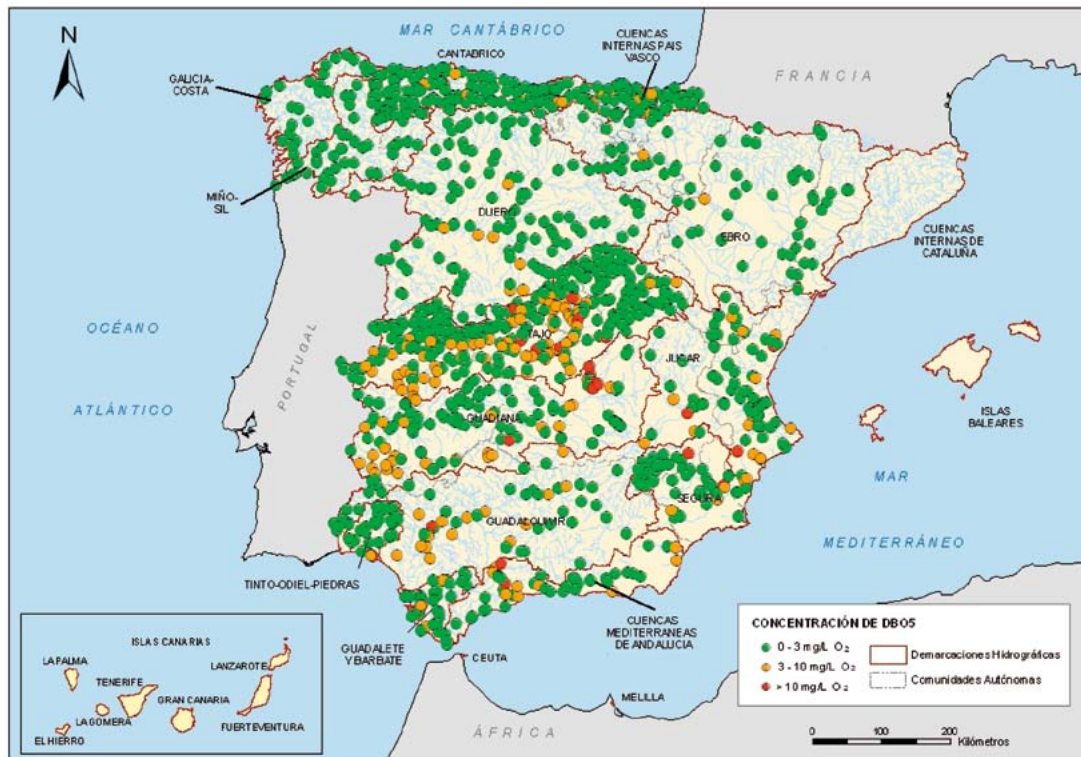 MAR CANTÁBRICO
CANTABRICO
CUENCAS
INTERNAS PAIS
VASCO
FRANCIA
GALICIA-
COSTA
MIÑO-
SIL
DUERO
EBRO
CUENCAS
INTERNAS DE
CATALUÑA
OCÉANO
ATLÁNTICO
PORTUGAL
TAJO
JUCAR
GUADIANA
ISLAS
BALEARES
MAR
MEDITERRÁNEO
SEGURA
GUADALQUIVIR
TINTO-ODIEL-PIEDRAS
GUADALETE
Y BARBATE
CEUTA
CUENCAS
MEDITERRANEAS
DE ANDALUCIA
MELILLA
ÁFRICA
ISLAS CANARIAS
LA PALMA
LANZAROTE
TENERIFE
GRAN CANARIA
LA GOMERA
EL HIERRO
FUERTEVENTURA
CONCENTRACIÓN DE DBO5
0 - 3 mg/L O2
3 - 10 mg/L O2
> 10 mg/L O2
Demarcaciones Hidrográficas
Comunidades Autónomas
0 50 100 200
Kilómetros